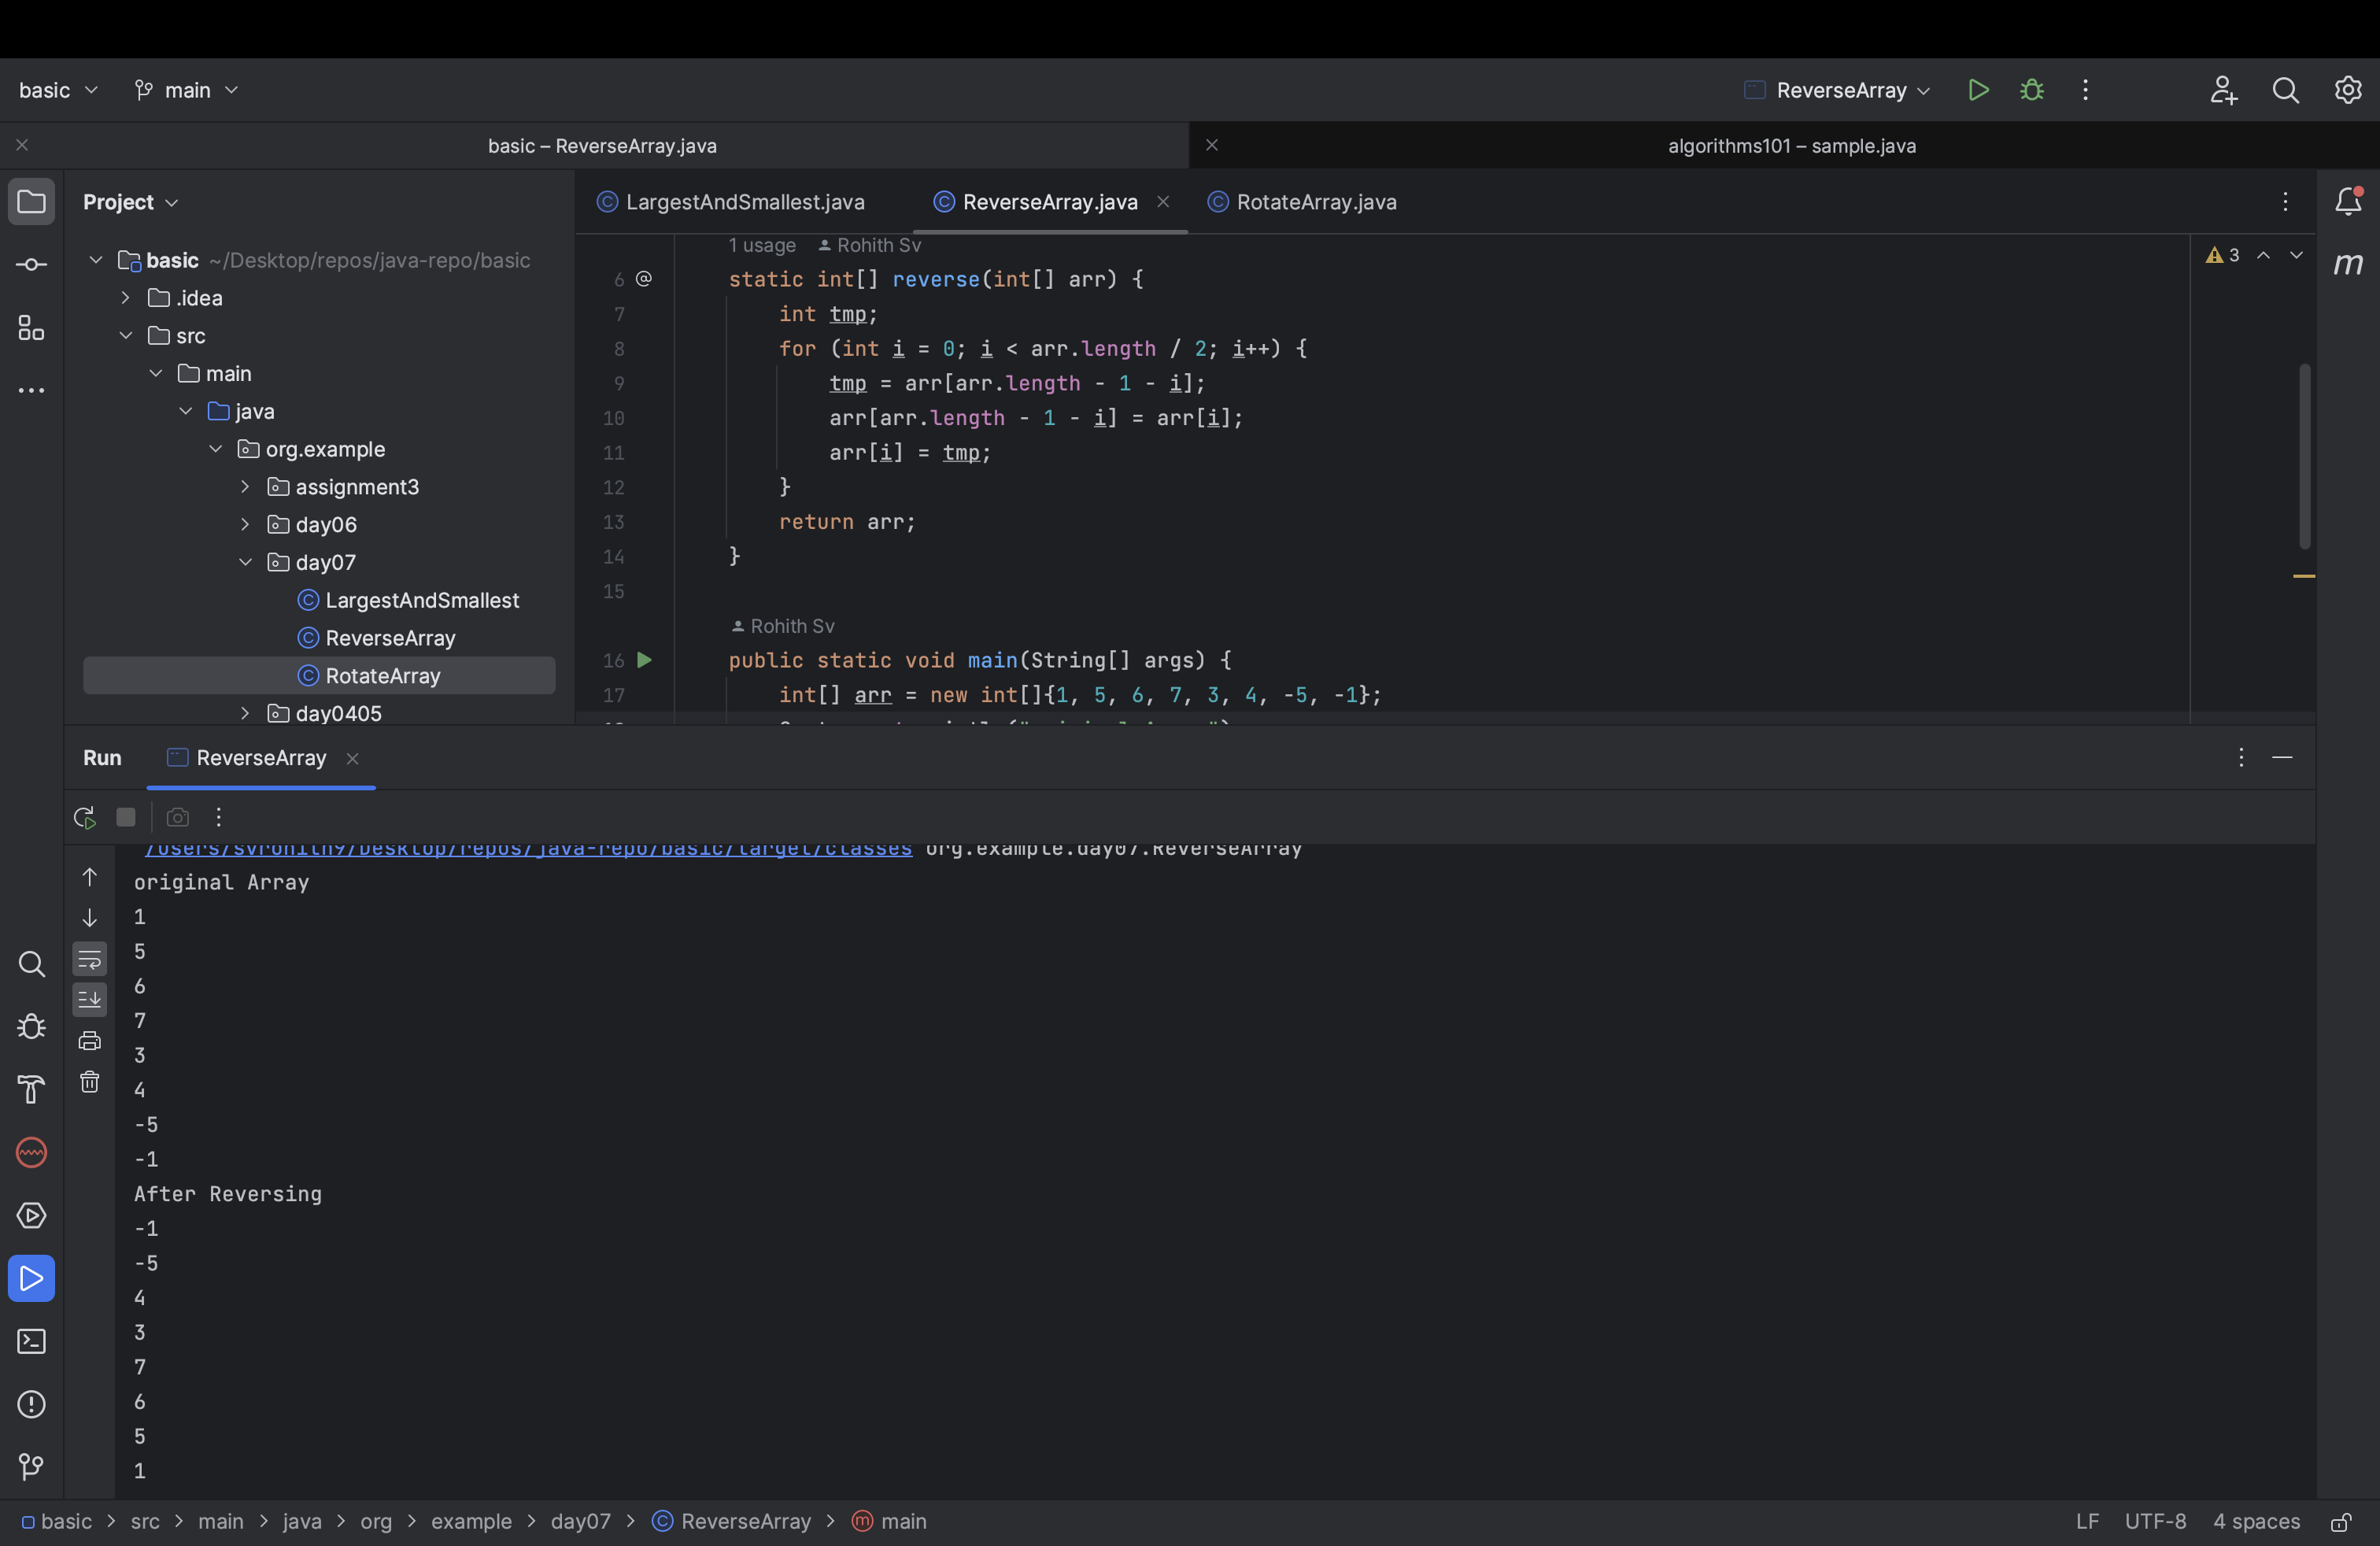 basic main ReverseArray
basic – ReverseArray.java algorithms101 – sample.java
Project
basic ~/Desktop/repos/java-repo/basic
.idea
src
main
java
org.example
assignment3
day06
day07
LargestAndSmallest
ReverseArray
RotateArray
day0405
LargestAndSmallest.java ReverseArray.java RotateArray.java
1 usage Rohith Sv
3
m
6 @ static int[] reverse(int[] arr) {
7 int tmp;
8 for (int i = 0; i < arr.length / 2; i++) {
9 tmp = arr[arr.length - 1 - i];
10 arr[arr.length - 1 - i] = arr[i];
11 arr[i] = tmp;
12 }
13 return arr;
14 }
15
Rohith Sv
16 public static void main(String[] args) {
17 int[] arr = new int[]{1, 5, 6, 7, 3, 4, -5, -1};
Run ReverseArray
/Users/svrohith9/Desktop/repos/java-repo/basic/target/classes org.example.day07.ReverseArray
original Array
1
5
6
7
3
4
-5
-1
After Reversing
-1
-5
4
3
7
6
5
1
basic > src > main > java > org > example > day07 > ReverseArray > main
LF UTF-8 4 spaces